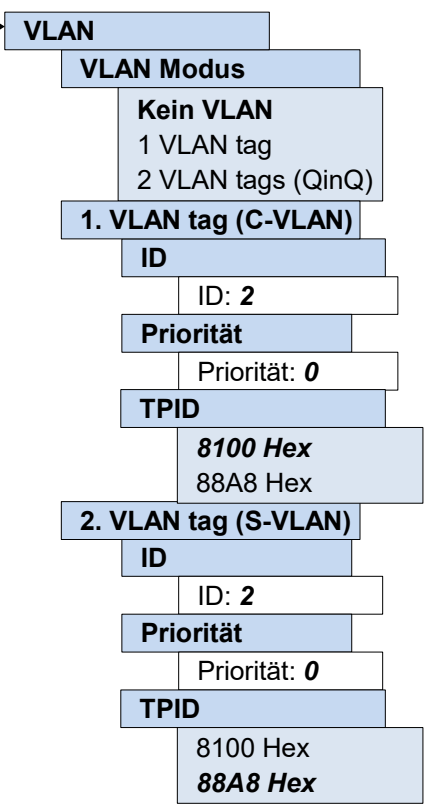 VLAN
VLAN Modus
Kein VLAN
1 VLAN tag
2 VLAN tags (QinQ)
1. VLAN tag (C-VLAN)
ID
ID: 2
Priorität
Priorität: 0
TPID
8100 Hex
88A8 Hex
2. VLAN tag (S-VLAN)
ID
ID: 2
Priorität
Priorität: 0
TPID
8100 Hex
88A8 Hex